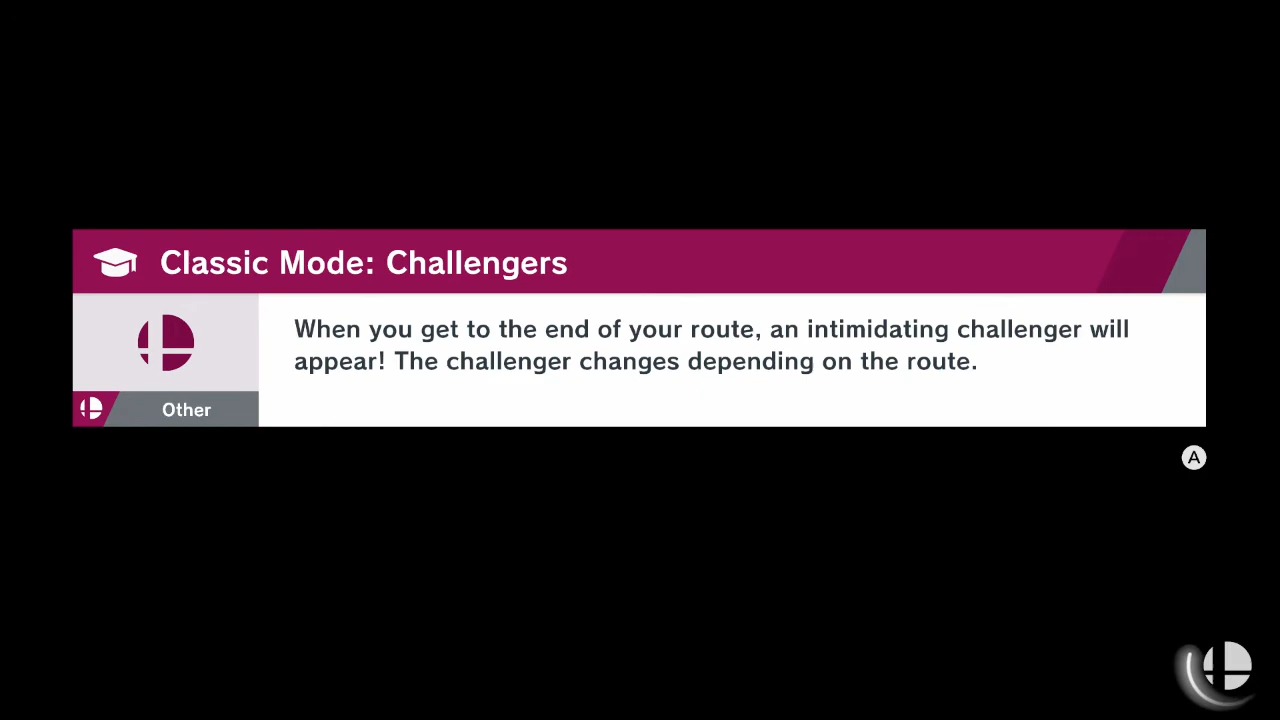 Classic Mode: Challengers
When you get to the end of your route, an intimidating challenger will
appear! The challenger changes depending on the route.
Other
A